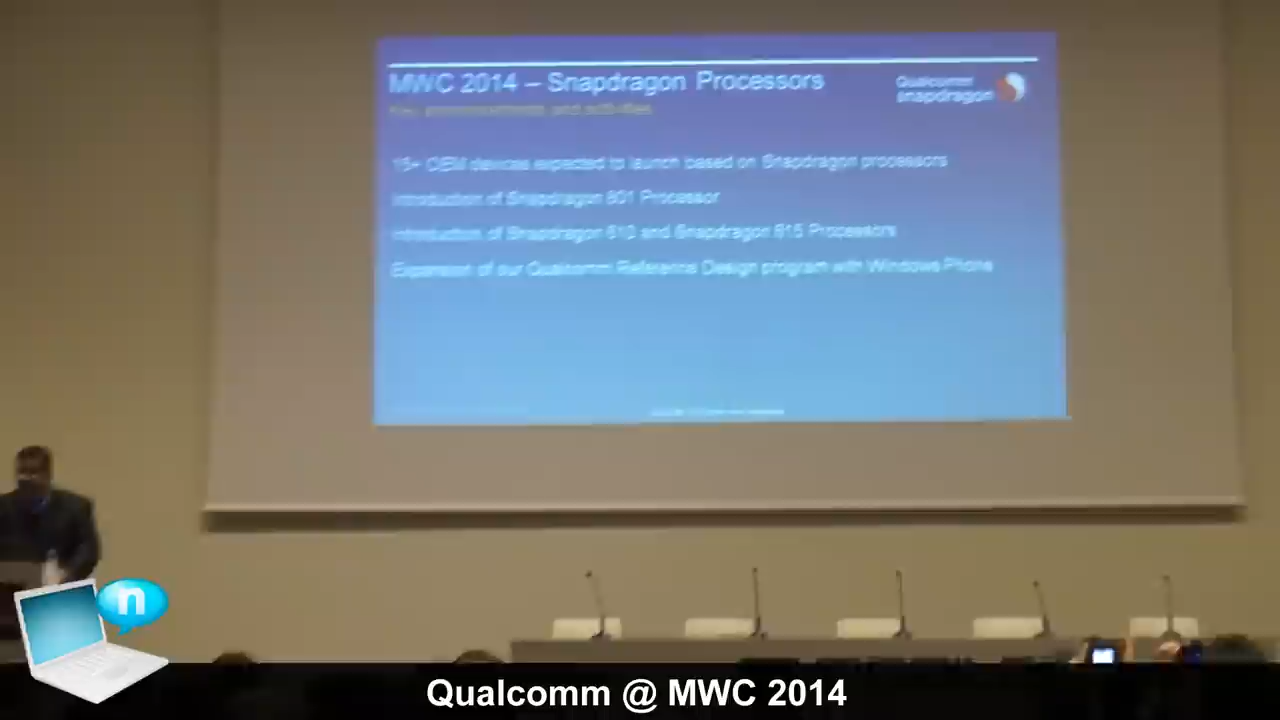 MWC 2014 – Snapdragon Processors
Qualcomm
snapdragon
Key announcements and activities
15+ OEM devices expected to launch based on Snapdragon processors
Introduction of Snapdragon 801 Processor
Introduction of Snapdragon 610 and Snapdragon 615 Processors
Expansion of our Qualcomm Reference Design program with Windows Phone
n
Qualcomm @ MWC 2014